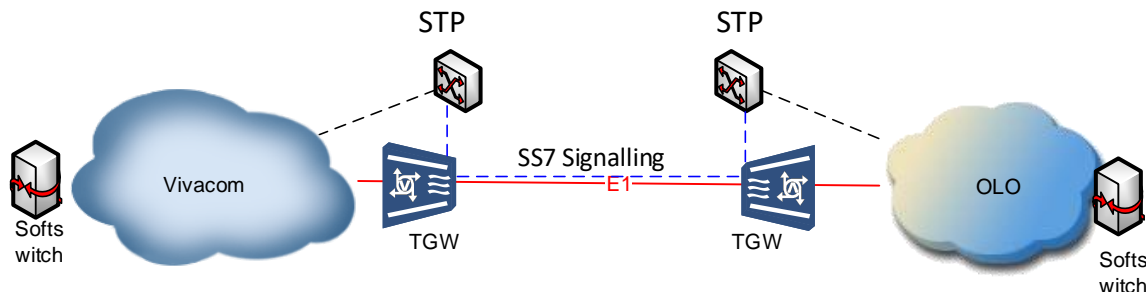 STP
STP
SS7 Signalling
E1
Vivacom
OLO
TGW
TGW
Softs
witch
Softs
witch